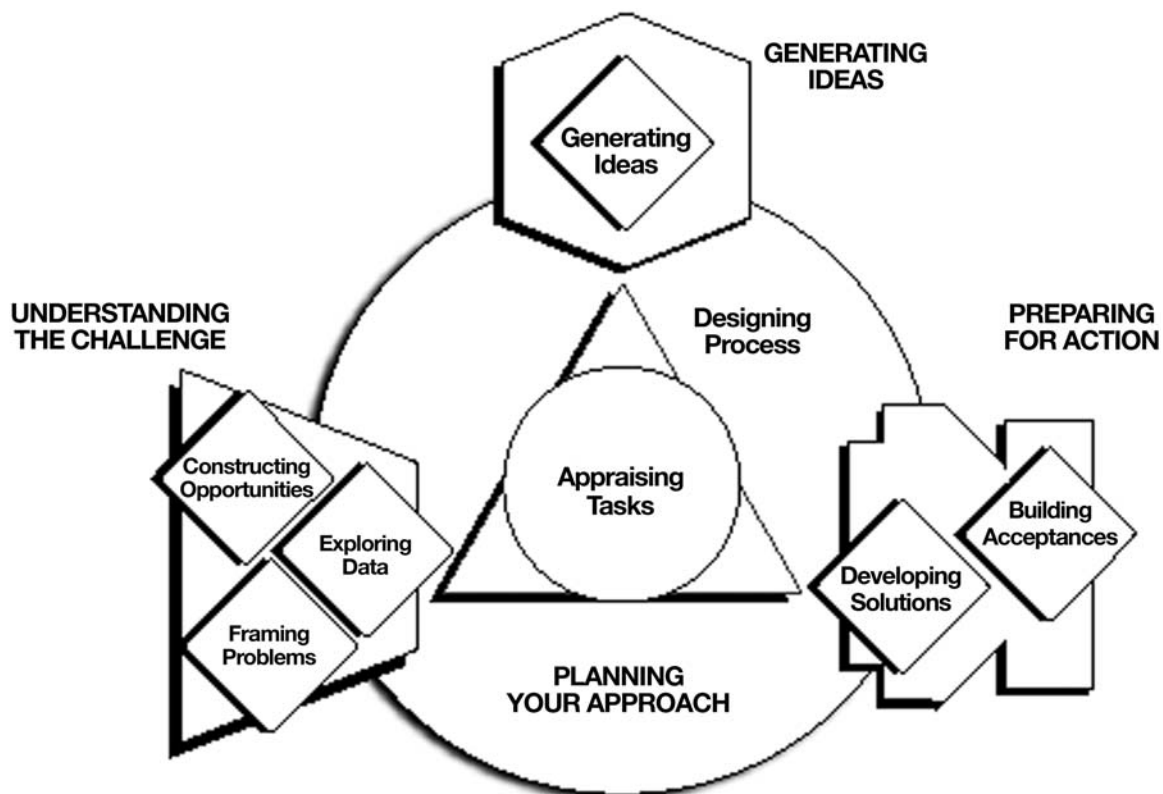 GENERATING
IDEAS
Generating
Ideas
UNDERSTANDING
THE CHALLENGE
Designing
Process
PREPARING
FOR ACTION
Constructing
Opportunities
Exploring
Data
Framing
Problems
Appraising
Tasks
Building
Acceptances
Developing
Solutions
PLANNING
YOUR APPROACH